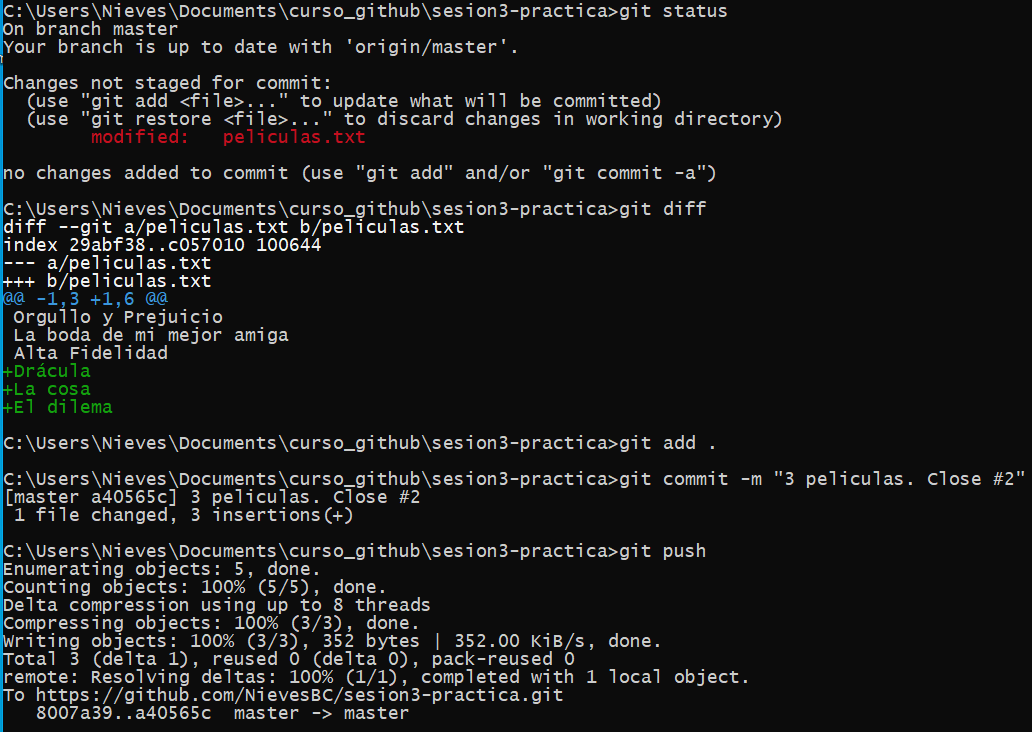 C:\Users\Nieves\Documents\curso_github\sesion3-practica>git status
On branch master
Your branch is up to date with 'origin/master'.
Changes not staged for commit:
  (use "git add <file>..." to update what will be committed)
  (use "git restore <file>..." to discard changes in working directory)
        modified:   peliculas.txt
no changes added to commit (use "git add" and/or "git commit -a")
C:\Users\Nieves\Documents\curso_github\sesion3-practica>git diff
diff --git a/peliculas.txt b/peliculas.txt
index 29abf38..c057010 100644
--- a/peliculas.txt
+++ b/peliculas.txt
@@ -1,3 +1,6 @@
 Orgullo y Prejuicio
 La boda de mi mejor amiga
 Alta Fidelidad
+Drácula
+La cosa
+El dilema
C:\Users\Nieves\Documents\curso_github\sesion3-practica>git add .
C:\Users\Nieves\Documents\curso_github\sesion3-practica>git commit -m "3 peliculas. Close #2"
[master a40565c] 3 peliculas. Close #2
 1 file changed, 3 insertions(+)
C:\Users\Nieves\Documents\curso_github\sesion3-practica>git push
Enumerating objects: 5, done.
Counting objects: 100% (5/5), done.
Delta compression using up to 8 threads
Compressing objects: 100% (3/3), done.
Writing objects: 100% (3/3), 352 bytes | 352.00 KiB/s, done.
Total 3 (delta 1), reused 0 (delta 0), pack-reused 0
remote: Resolving deltas: 100% (1/1), completed with 1 local object.
To https://github.com/NievesBC/sesion3-practica.git
   8007a39..a40565c  master -> master